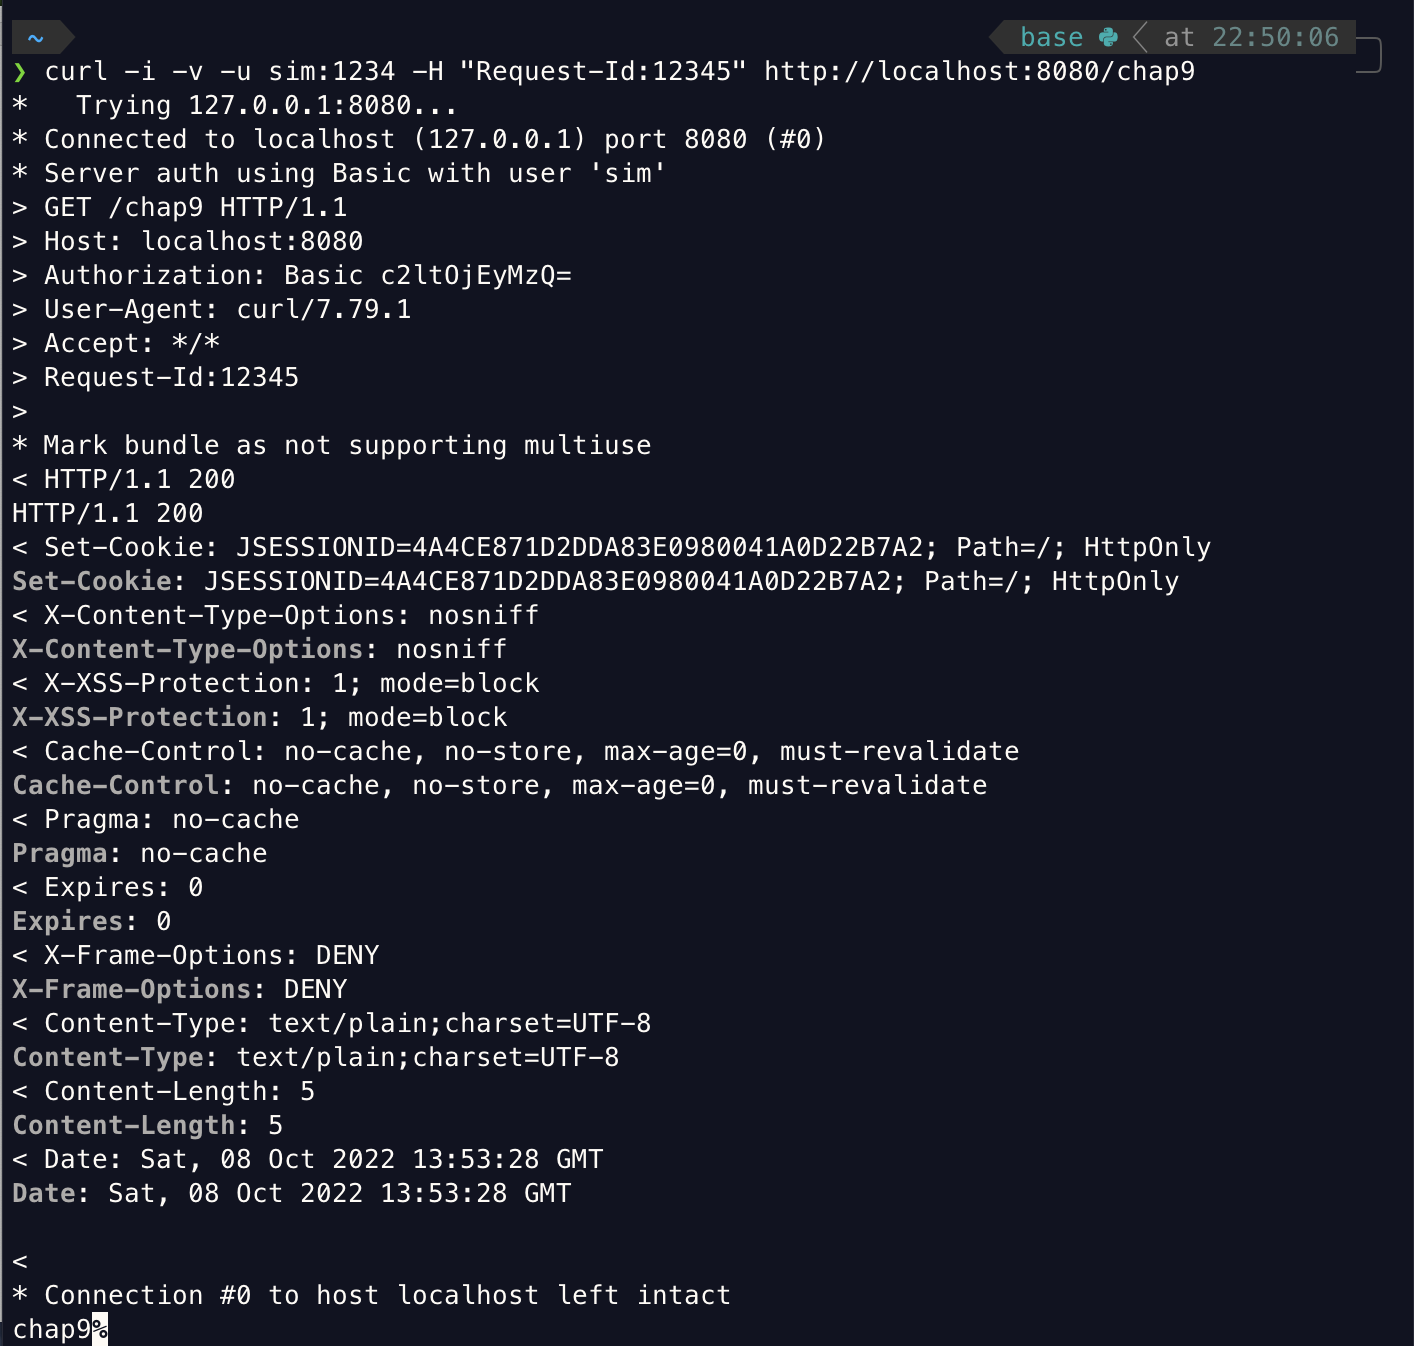 ~ base at 22:50:06
❯ curl -i -v -u sim:1234 -H "Request-Id:12345" http://localhost:8080/chap9
*   Trying 127.0.0.1:8080...
* Connected to localhost (127.0.0.1) port 8080 (#0)
* Server auth using Basic with user 'sim'
> GET /chap9 HTTP/1.1
> Host: localhost:8080
> Authorization: Basic c2ltOjEyMzQ=
> User-Agent: curl/7.79.1
> Accept: */*
> Request-Id:12345
>
* Mark bundle as not supporting multiuse
< HTTP/1.1 200
HTTP/1.1 200
< Set-Cookie: JSESSIONID=4A4CE871D2DDA83E0980041A0D22B7A2; Path=/; HttpOnly
Set-Cookie: JSESSIONID=4A4CE871D2DDA83E0980041A0D22B7A2; Path=/; HttpOnly
< X-Content-Type-Options: nosniff
X-Content-Type-Options: nosniff
< X-XSS-Protection: 1; mode=block
X-XSS-Protection: 1; mode=block
< Cache-Control: no-cache, no-store, max-age=0, must-revalidate
Cache-Control: no-cache, no-store, max-age=0, must-revalidate
< Pragma: no-cache
Pragma: no-cache
< Expires: 0
Expires: 0
< X-Frame-Options: DENY
X-Frame-Options: DENY
< Content-Type: text/plain;charset=UTF-8
Content-Type: text/plain;charset=UTF-8
< Content-Length: 5
Content-Length: 5
< Date: Sat, 08 Oct 2022 13:53:28 GMT
Date: Sat, 08 Oct 2022 13:53:28 GMT
<
* Connection #0 to host localhost left intact
chap9%